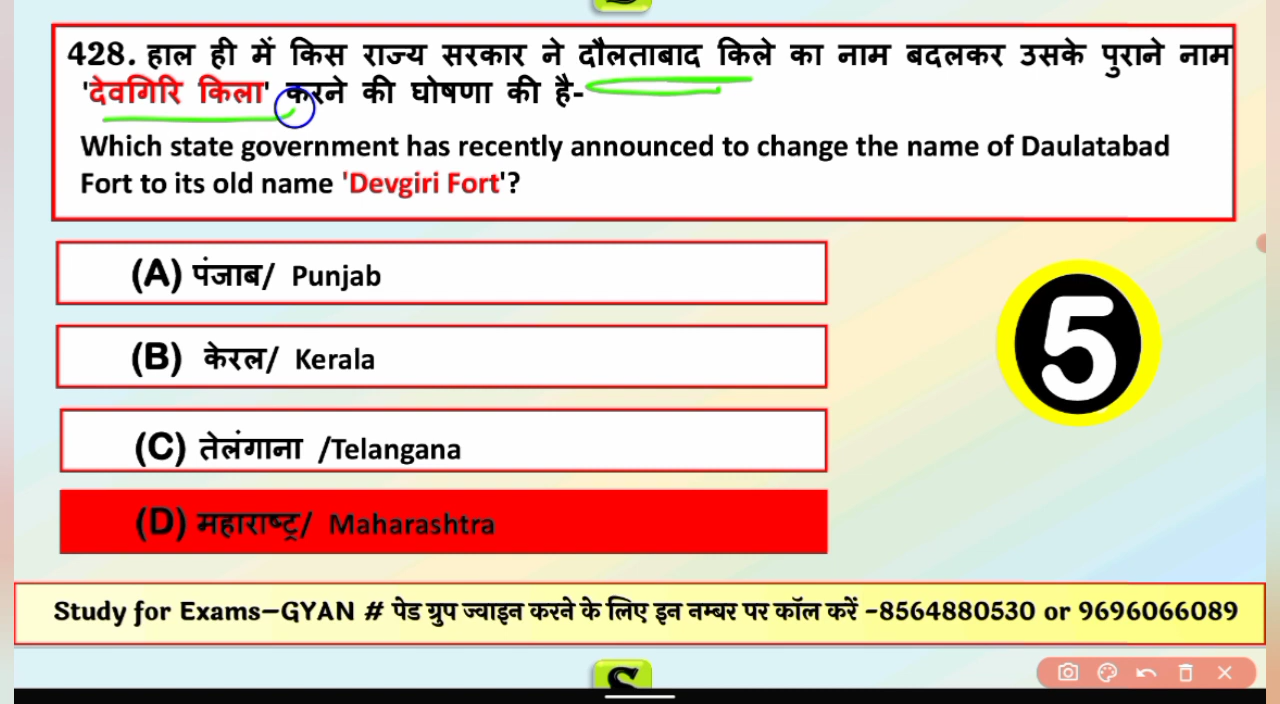 428. हाल ही में किस राज्य सरकार ने दौलताबाद किले का नाम बदलकर उसके पुराने नाम
'देवगिरि किला' करने की घोषणा की है-
Which state government has recently announced to change the name of Daulatabad
Fort to its old name 'Devgiri Fort'?
(A) पंजाब/ Punjab
(B) केरल/ Kerala
5
(C) तेलंगाना /Telangana
(D) महाराष्ट्र/ Maharashtra
Study for Exams-GYAN # पेड ग्रुप ज्वाइन करने के लिए इन नम्बर पर कॉल करें -8564880530 or 9696066089